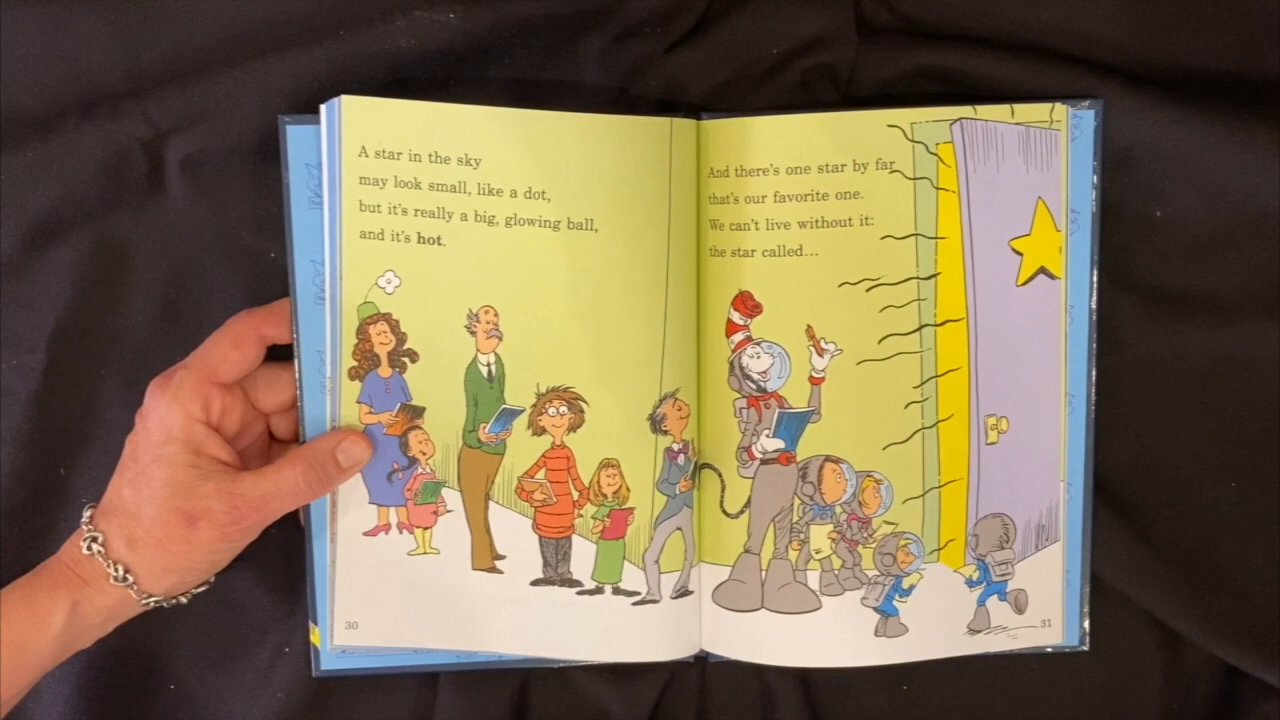 A star in the sky
may look small, like a dot,
but it's really a big, glowing ball,
and it's hot.
30
And there's one star by far
that's our favorite one.
We can't live without it:
the star called...
31